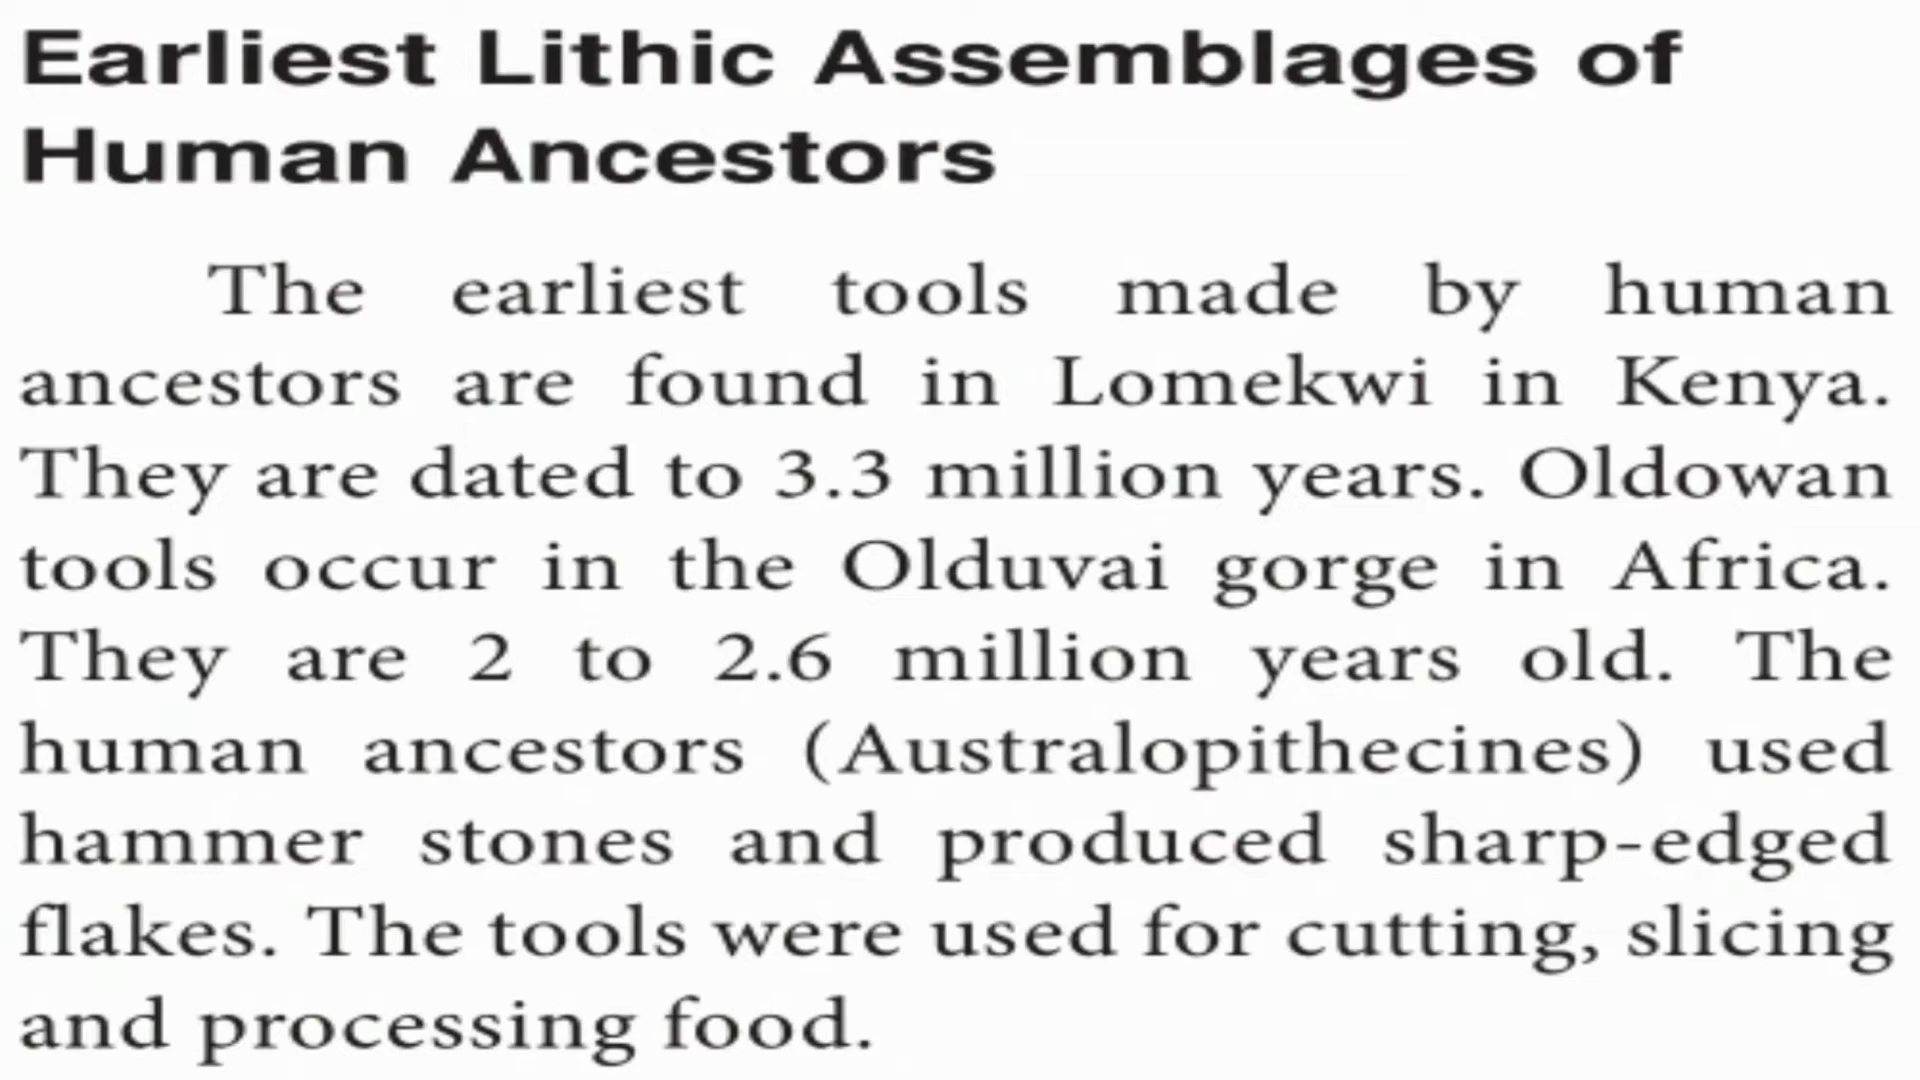 Earliest Lithic Assemblages of
Human Ancestors
The earliest tools made by human
ancestors are found in Lomekwi in Kenya.
They are dated to 3.3 million years. Oldowan
tools occur in the Olduvai gorge in Africa.
They are 2 to 2.6 million years old. The
human ancestors (Australopithecines) used
hammer stones and produced sharp-edged
flakes. The tools were used for cutting, slicing
and processing food.